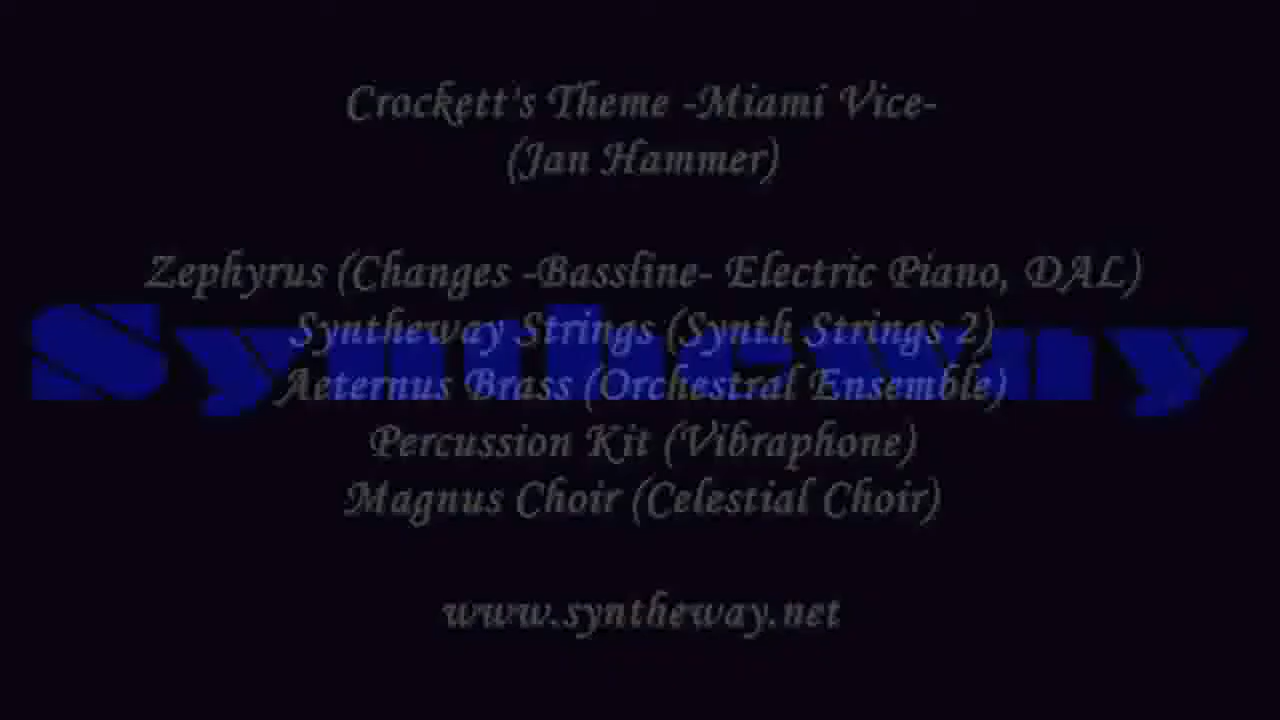 Crockett's Theme -Miami Vice-
(Jan Hammer)
Zephyrus (Changes -Bassline- Electric Piano, DAL)
Syntheway
Syntheway Strings (Synth Strings 2)
Aeternus Brass (Orchestral Ensemble)
Percussion Kit (Vibraphone)
Magnus Choir (Celestial Choir)
www.syntheway.net